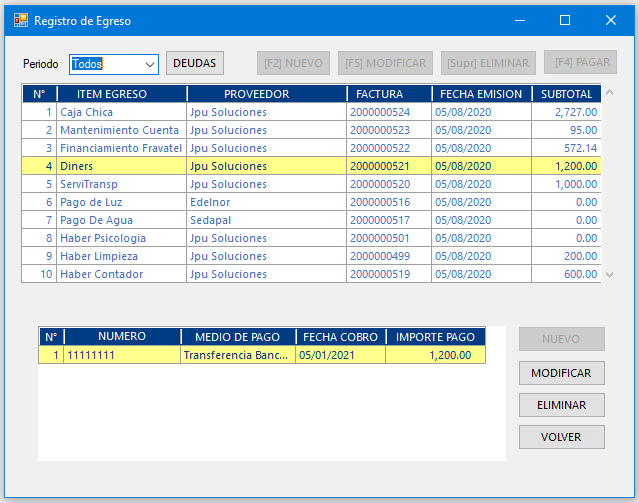 Registro de Egreso
Periodo Todos DEUDAS [F2] NUEVO [F5] MODIFICAR [Supr] ELIMINAR [F4] PAGAR
N° ITEM EGRESO PROVEEDOR FACTURA FECHA EMISION SUBTOTAL
1 Caja Chica Jpu Soluciones 2000000524 05/08/2020 2,727.00
2 Mantenimiento Cuenta Jpu Soluciones 2000000523 05/08/2020 95.00
3 Financiamiento Fravatel Jpu Soluciones 2000000522 05/08/2020 572.14
4 Diners Jpu Soluciones 2000000521 05/08/2020 1,200.00
5 ServiTransp Jpu Soluciones 2000000520 05/08/2020 1,000.00
6 Pago de Luz Edelnor 2000000516 05/08/2020 0.00
7 Pago De Agua Sedapal 2000000517 05/08/2020 0.00
8 Haber Psicologia Jpu Soluciones 2000000501 05/08/2020 0.00
9 Haber Limpieza Jpu Soluciones 2000000499 05/08/2020 200.00
10 Haber Contador Jpu Soluciones 2000000519 05/08/2020 600.00
N° NUMERO MEDIO DE PAGO FECHA COBRO IMPORTE PAGO
1 11111111 Transferencia Banc... 05/01/2021 1,200.00
NUEVO
MODIFICAR
ELIMINAR
VOLVER